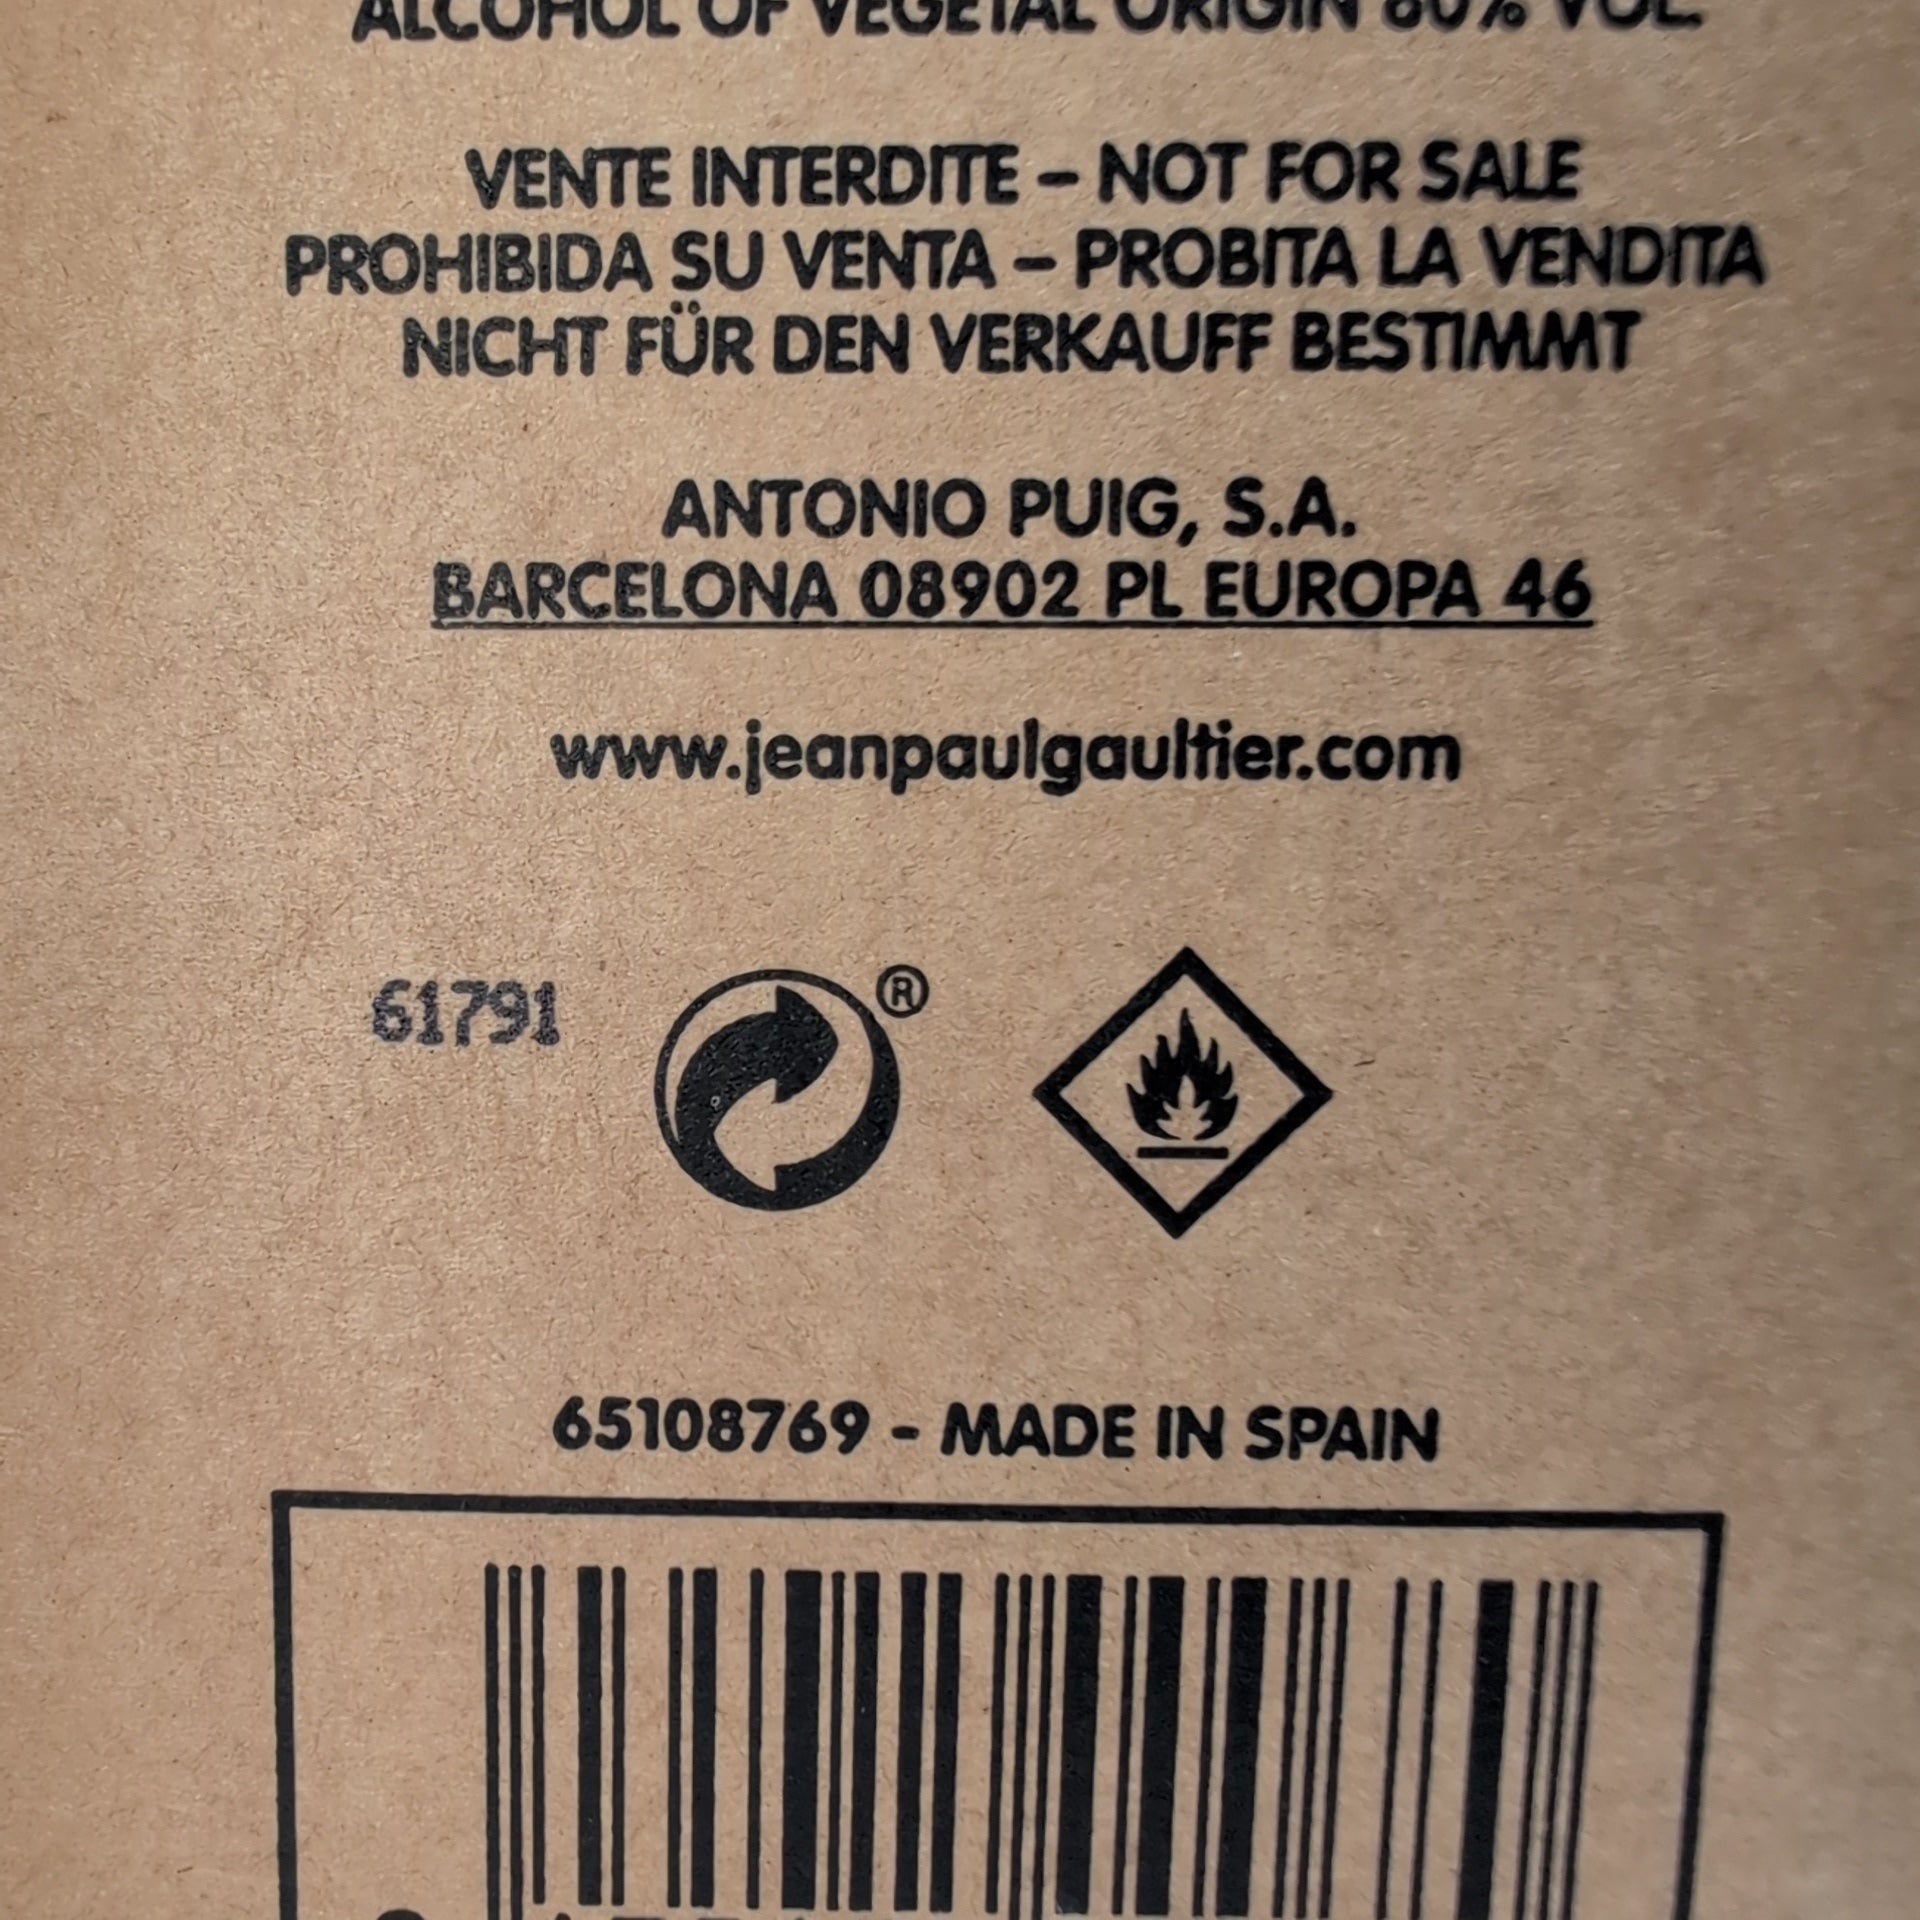 ALCOHOL OF VEGETAL ORIGIN 80% VOL.
VENTE INTERDITE – NOT FOR SALE
PROHIBIDA SU VENTA – PROBITA LA VENDITA
NICHT FÜR DEN VERKAUFF BESTIMMT
ANTONIO PUIG, S.A.
BARCELONA 08902 PL EUROPA 46
www.jeanpaulgaultier.com
61791
®
65108769 - MADE IN SPAIN